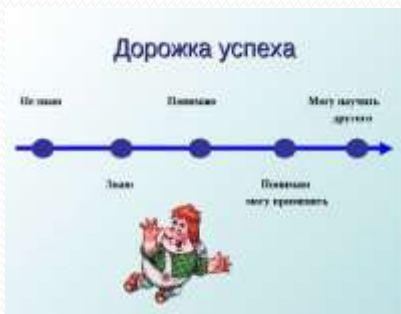 Дорожка успеха
Не знаю
Понимаю
Могу научить
другого
Знаю
Понимаю
могу применить